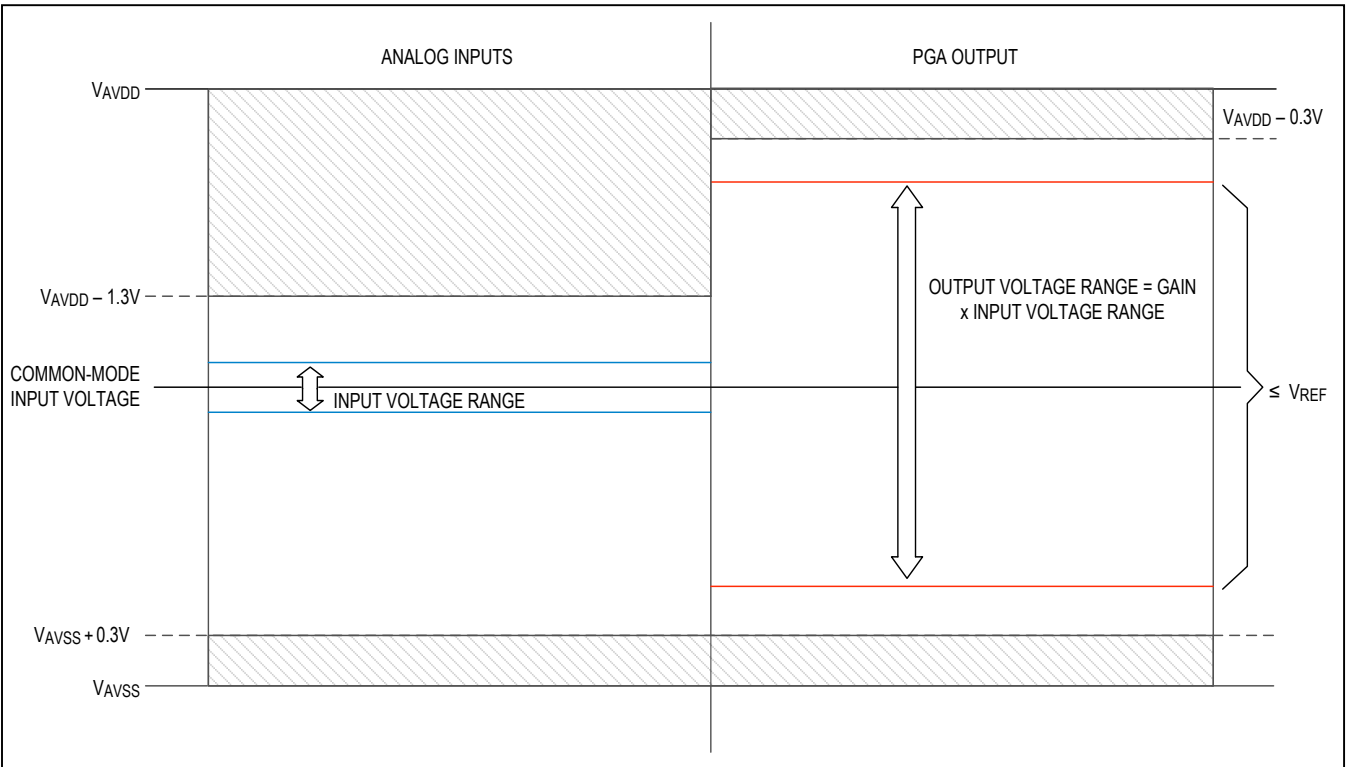 ANALOG INPUTS
PGA OUTPUT
VAVDD
VAVDD – 0.3V
VAVDD – 1.3V
OUTPUT VOLTAGE RANGE = GAIN
x INPUT VOLTAGE RANGE
COMMON-MODE
INPUT VOLTAGE
INPUT VOLTAGE RANGE
≤ VREF
VAVSS + 0.3V
VAVSS